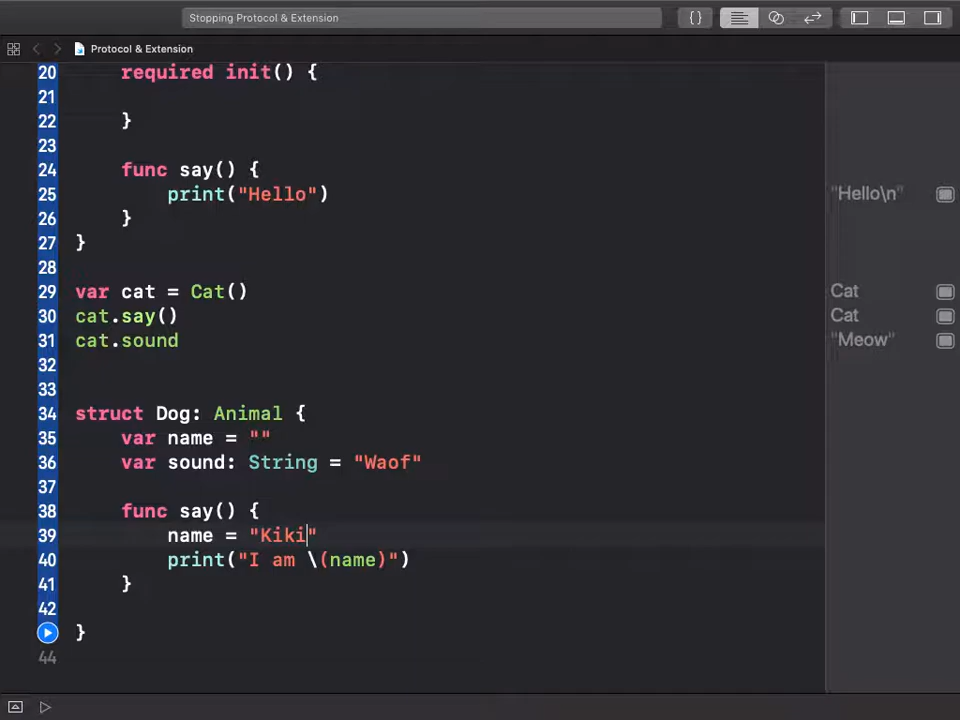 Stopping Protocol & Extension
{ }
Protocol & Extension
20 required init() {
21
22 }
23
24 func say() {
25 print("Hello") "Hello\n"
26 }
27 }
28
29 var cat = Cat() Cat
30 cat.say() Cat
31 cat.sound "Meow"
32
33
34 struct Dog: Animal {
35 var name = ""
36 var sound: String = "Waof"
37
38 func say() {
39 name = "Kiki"
40 print("I am \(name)")
41 }
42
}
44